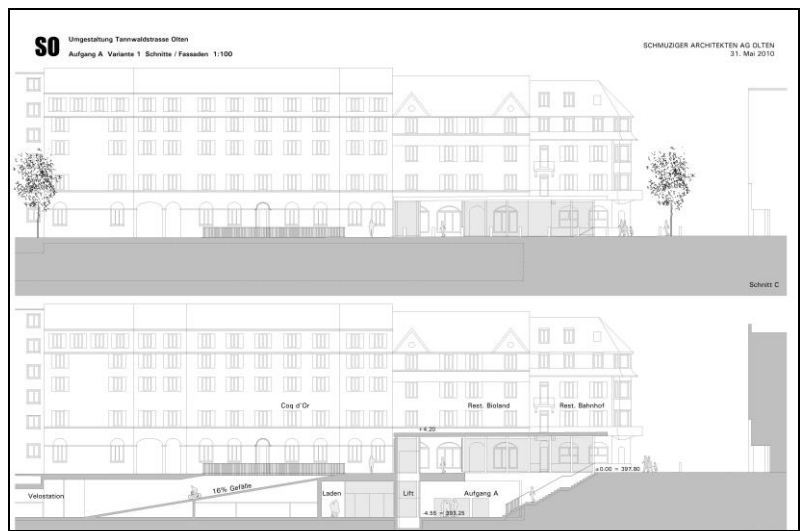 SO
Umgestaltung Tannwaldstrasse Olten
Aufgang A Variante 1 Schnitte / Fassaden 1:100
SCHMUZIGER ARCHITEKTEN AG OLTEN
31. Mai 2010
Schnitt C
Coq d'Or
Rest. Bioland
Rest. Bahnhof
+4.20
±0.00 = 397.80
16% Gefälle
Velostation
Laden
Lift
Aufgang A
-4.55 = 393.25